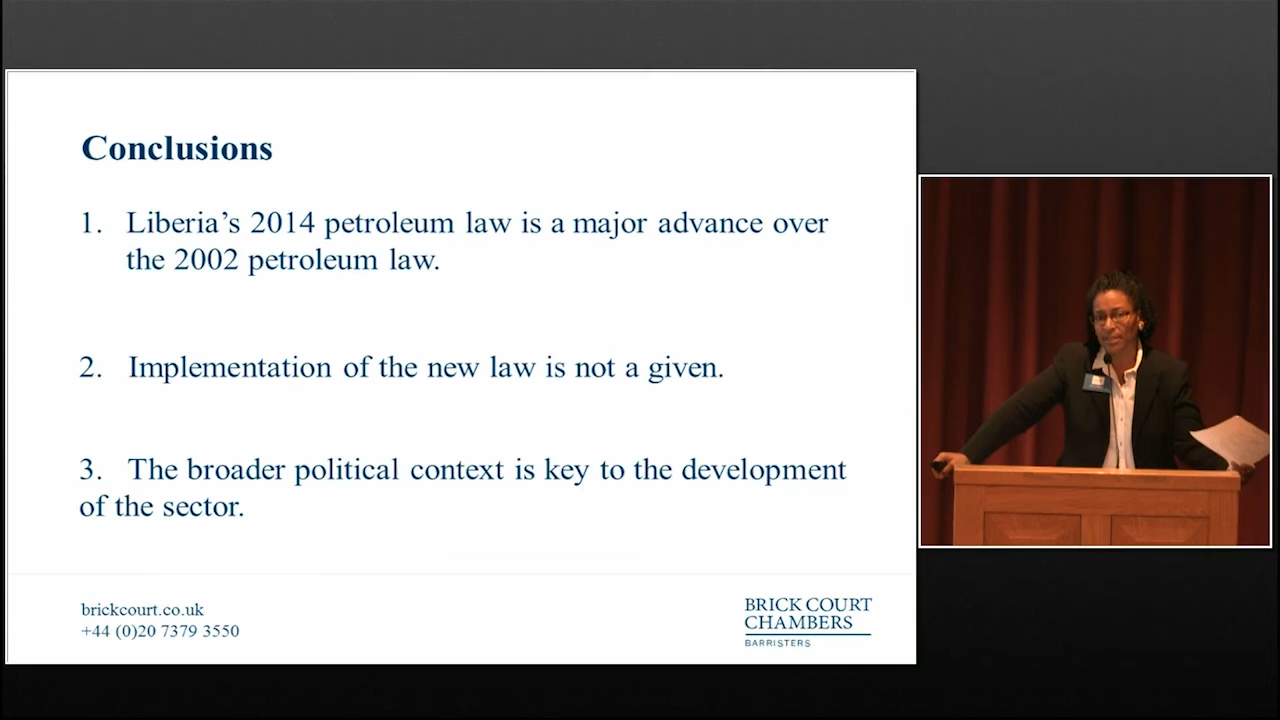 Conclusions
1. Liberia’s 2014 petroleum law is a major advance over
the 2002 petroleum law.
2. Implementation of the new law is not a given.
3. The broader political context is key to the development
of the sector.
brickcourt.co.uk
+44 (0)20 7379 3550
BRICK COURT
CHAMBERS
BARRISTERS